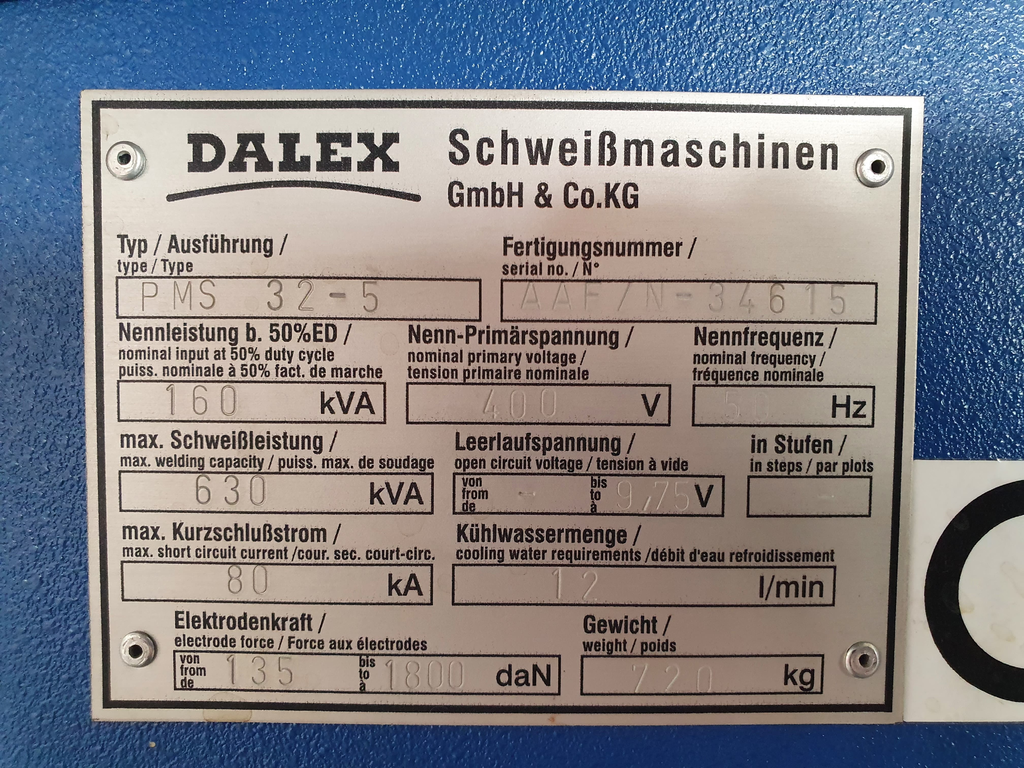 DALEX Schweißmaschinen
GmbH & Co.KG
Typ / Ausführung /
type / Type
PMS 32-5
Fertigungsnummer /
serial no. / N°
AAF/N-34615
Nennleistung b. 50%ED /
nominal input at 50% duty cycle
puiss. nominale à 50% fact. de marche
160 kVA
Nenn-Primärspannung /
nominal primary voltage /
tension primaire nominale
400 V
Nennfrequenz /
nominal frequency /
fréquence nominale
50 Hz
max. Schweißleistung /
max. welding capacity / puiss. max. de soudage
630 kVA
Leerlaufspannung /
open circuit voltage / tension à vide
von
from
de
-
bis
to
à
9,75 V
in Stufen /
in steps / par plots
-
max. Kurzschlußstrom /
max. short circuit current /cour. sec. court-circ.
80 kA
Kühlwassermenge /
cooling water requirements /débit d'eau refroidissement
12 l/min
Elektrodenkraft /
electrode force / Force aux électrodes
von
from
de
135
bis
to
à
1800 daN
Gewicht /
weight / poids
720 kg